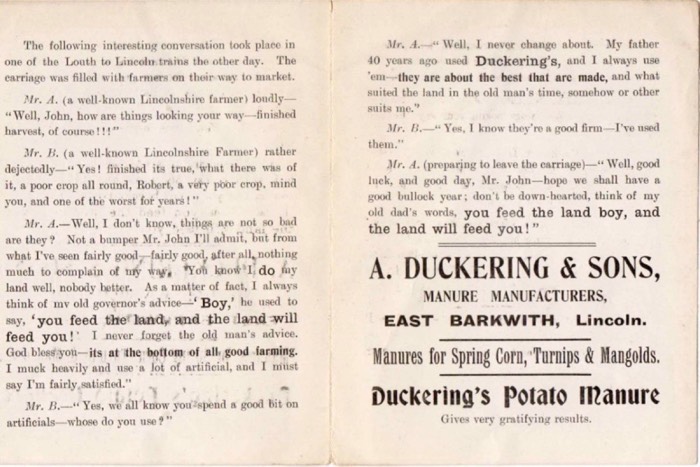 The following interesting conversation took place in
one of the Louth to Lincoln trains the other day. The
carriage was filled with farmers on their way to market.
Mr. A. (a well-known Lincolnshire farmer) loudly—
"Well, John, how are things looking your way—finished
harvest, of course!!!"
Mr. B. (a well-known Lincolnshire Farmer) rather
dejectedly—"Yes! finished its true, what there was of
it, a poor crop all round, Robert, a very poor crop, mind
you, and one of the worst for years!"
Mr. A.—Well, I don't know, things are not so bad
are they? Not a bumper Mr. John I'll admit, but from
what I've seen fairly good—fairly good, after all, nothing
much to complain of my way. "You know I do my
land well, nobody better. As a matter of fact, I always
think of my old governor's advice—'Boy,' he used to
say, 'you feed the land, and the land will
feed you!' I never forget the old man's advice.
God bless you—its at the bottom of all good farming.
I muck heavily and use a lot of artificial, and I must
say I'm fairly satisfied."
Mr. B.—"Yes, we all know you spend a good bit on
artificials—whose do you use?"
Mr. A.—"Well, I never change about. My father
40 years ago used Duckering's, and I always use
'em—they are about the best that are made, and what
suited the land in the old man's time, somehow or other
suits me."
Mr. B.—"Yes, I know they're a good firm—I've used
them."
Mr. A. (preparing to leave the carriage)—"Well, good
luck, and good day, Mr. John—hope we shall have a
good bullock year; don't be down-hearted, think of my
old dad's words, you feed the land boy, and
the land will feed you!"
A. DUCKERING & SONS,
MANURE MANUFACTURERS,
EAST BARKWITH, Lincoln.
Manures for Spring Corn, Turnips & Mangolds.
Duckering's Potato Manure
Gives very gratifying results.